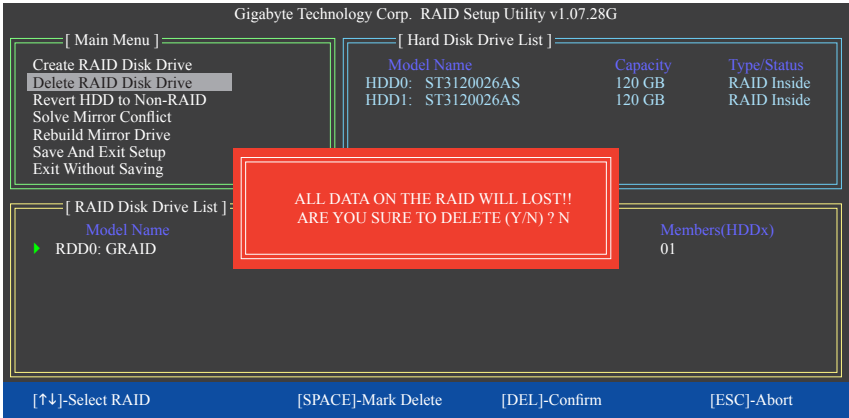 Gigabyte Technology Corp. RAID Setup Utility v1.07.28G
[ Main Menu ]
Create RAID Disk Drive
Delete RAID Disk Drive
Revert HDD to Non-RAID
Solve Mirror Conflict
Rebuild Mirror Drive
Save And Exit Setup
Exit Without Saving
[ Hard Disk Drive List ]
Model Name Capacity Type/Status
HDD0: ST3120026AS 120 GB RAID Inside
HDD1: ST3120026AS 120 GB RAID Inside
ALL DATA ON THE RAID WILL LOST!!
ARE YOU SURE TO DELETE (Y/N) ? N
[ RAID Disk Drive List ]
Model Name Members(HDDx)
RDD0: GRAID 01
[↑↓]-Select RAID [SPACE]-Mark Delete [DEL]-Confirm [ESC]-Abort